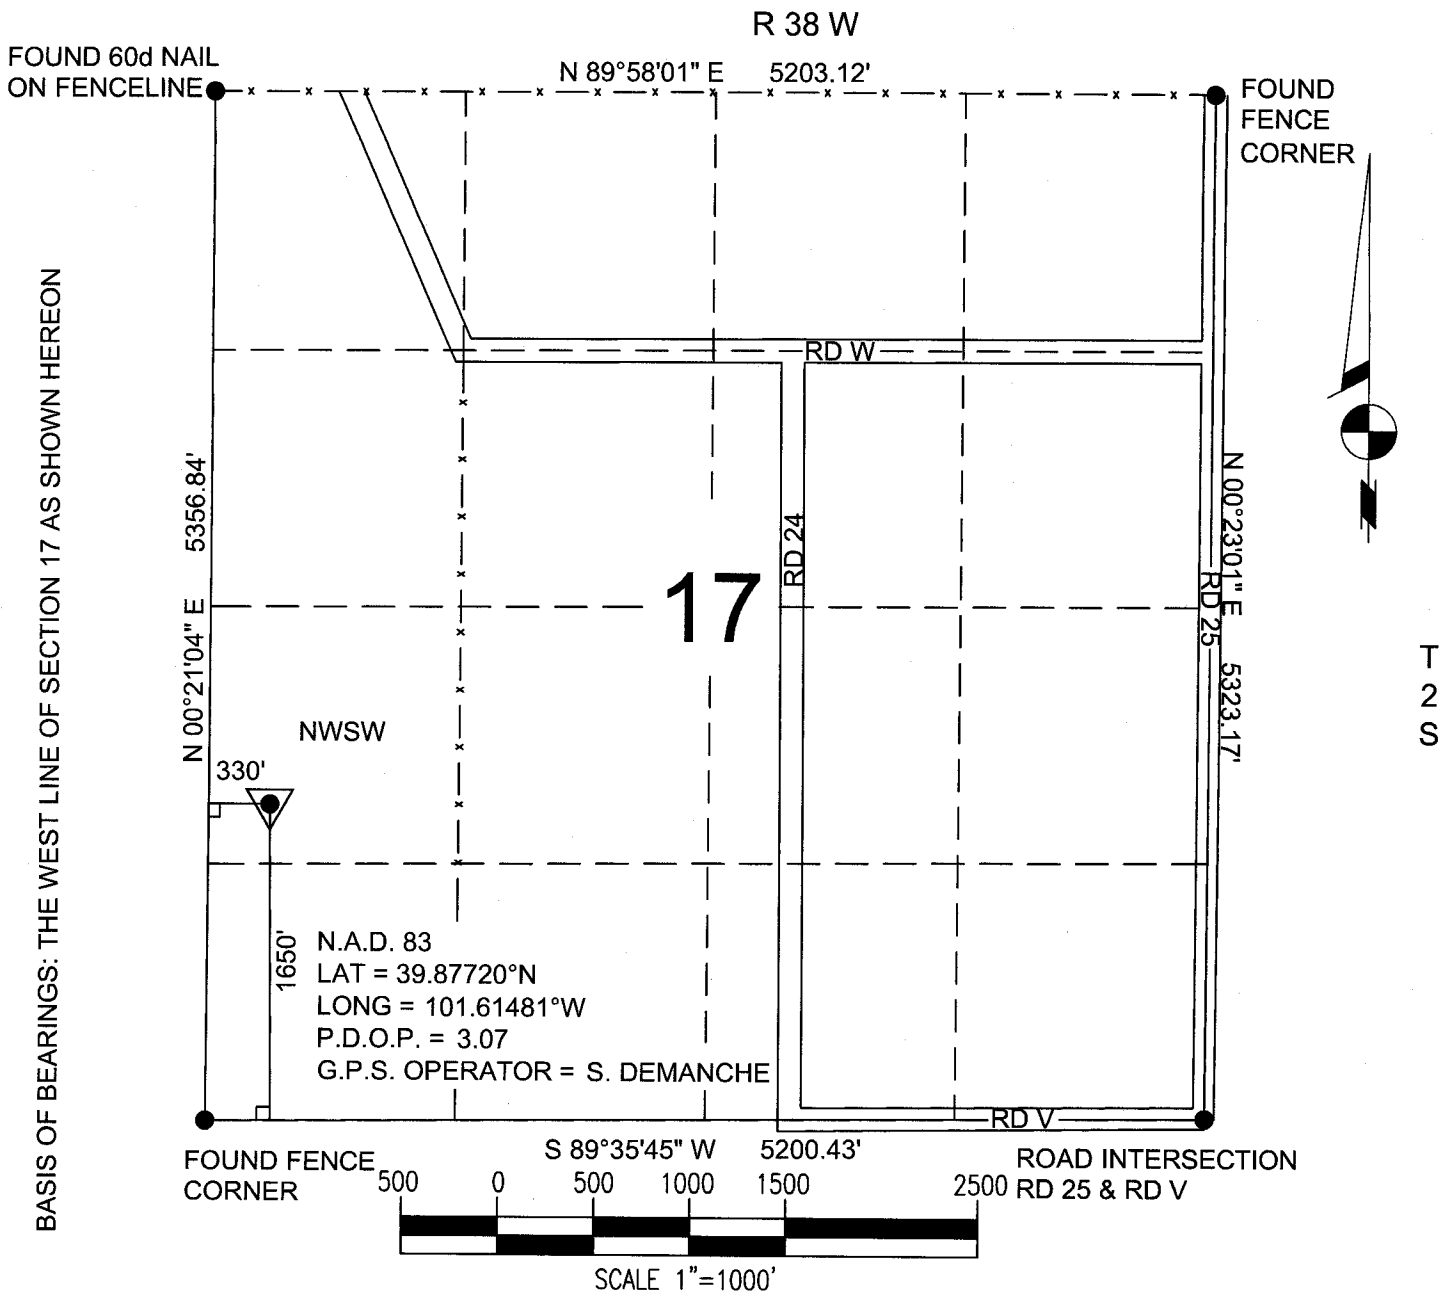 R 38 W
FOUND 60d NAIL
ON FENCELINE
N 89°58'01" E 5203.12'
FOUND
FENCE
CORNER
BASIS OF BEARINGS: THE WEST LINE OF SECTION 17 AS SHOWN HEREON
N 00°21'04" E 5356.84'
RD W
RD 24
17
N 00°23'01" E 5323.17'
RD 25
T
2
S
N
NWSW
330'
1650'
N.A.D. 83
LAT = 39.87720°N
LONG = 101.61481°W
P.D.O.P. = 3.07
G.P.S. OPERATOR = S. DEMANCHE
RD V
S 89°35'45" W 5200.43'
FOUND FENCE
CORNER
ROAD INTERSECTION
RD 25 & RD V
500 0 500 1000 1500 2500
SCALE 1"=1000'